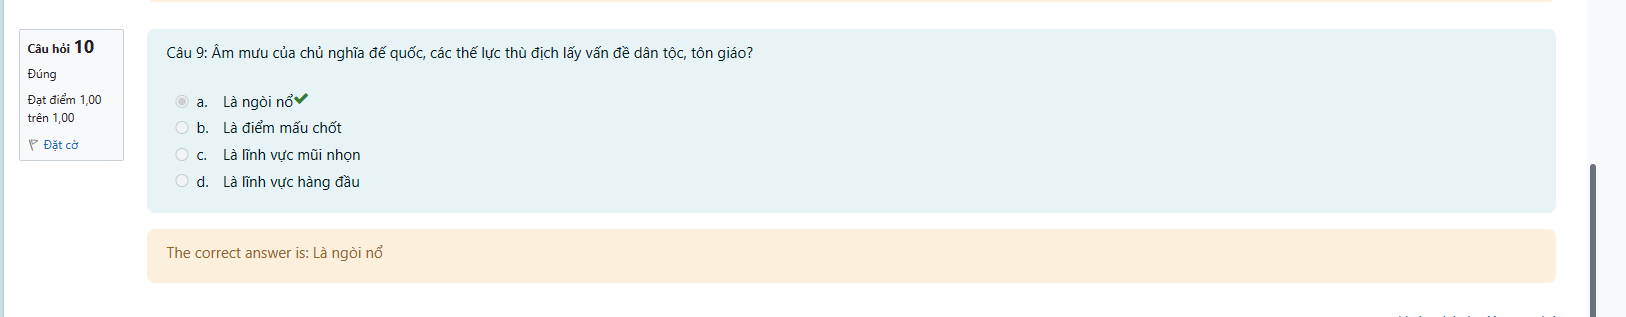 Câu hỏi 10
Đúng
Đạt điểm 1,00
trên 1,00
Đặt cờ
Câu 9: Âm mưu của chủ nghĩa đế quốc, các thế lực thù địch lấy vấn đề dân tộc, tôn giáo?
a. Là ngòi nổ
b. Là điểm mấu chốt
c. Là lĩnh vực mũi nhọn
d. Là lĩnh vực hàng đầu
The correct answer is: Là ngòi nổ